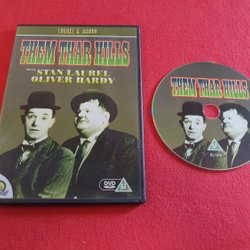 LAUREL & HARDY
THEM THAR HILLS
STAN LAUREL
OLIVER HARDY
DVD
U
THEM THAR HILLS
U